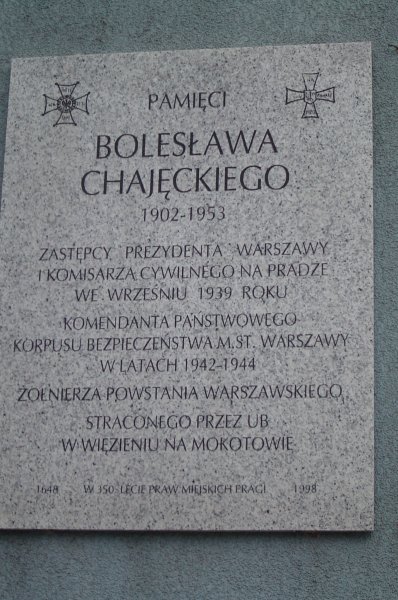 PAMIĘCI
BOLESŁAWA
CHAJĘCKIEGO
1902-1953
ZASTĘPCY PREZYDENTA WARSZAWY
I KOMISARZA CYWILNEGO NA PRADZE
WE WRZEŚNIU 1939 ROKU
KOMENDANTA PAŃSTWOWEGO
KORPUSU BEZPIECZEŃSTWA M.ST. WARSZAWY
W LATACH 1942-1944
ŻOŁNIERZA POWSTANIA WARSZAWSKIEGO,
STRACONEGO PRZEZ UB
W WIĘZIENIU NA MOKOTOWIE
1648 W 350-LECIE PRAW MIEJSKICH PRAGI 1998